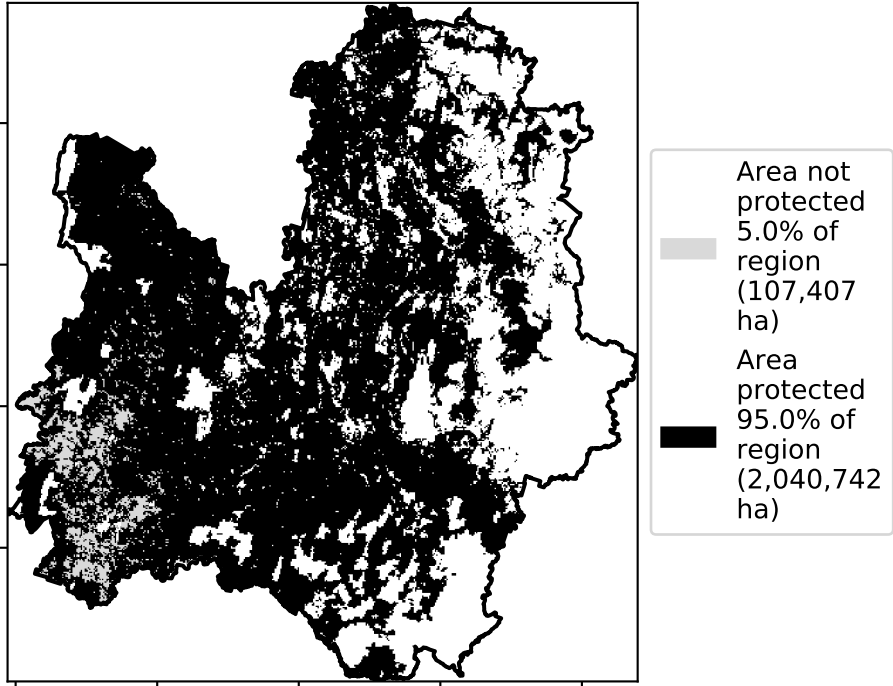 Area not
protected
5.0% of
region
(107,407
ha)
Area
protected
95.0% of
region
(2,040,742
ha)